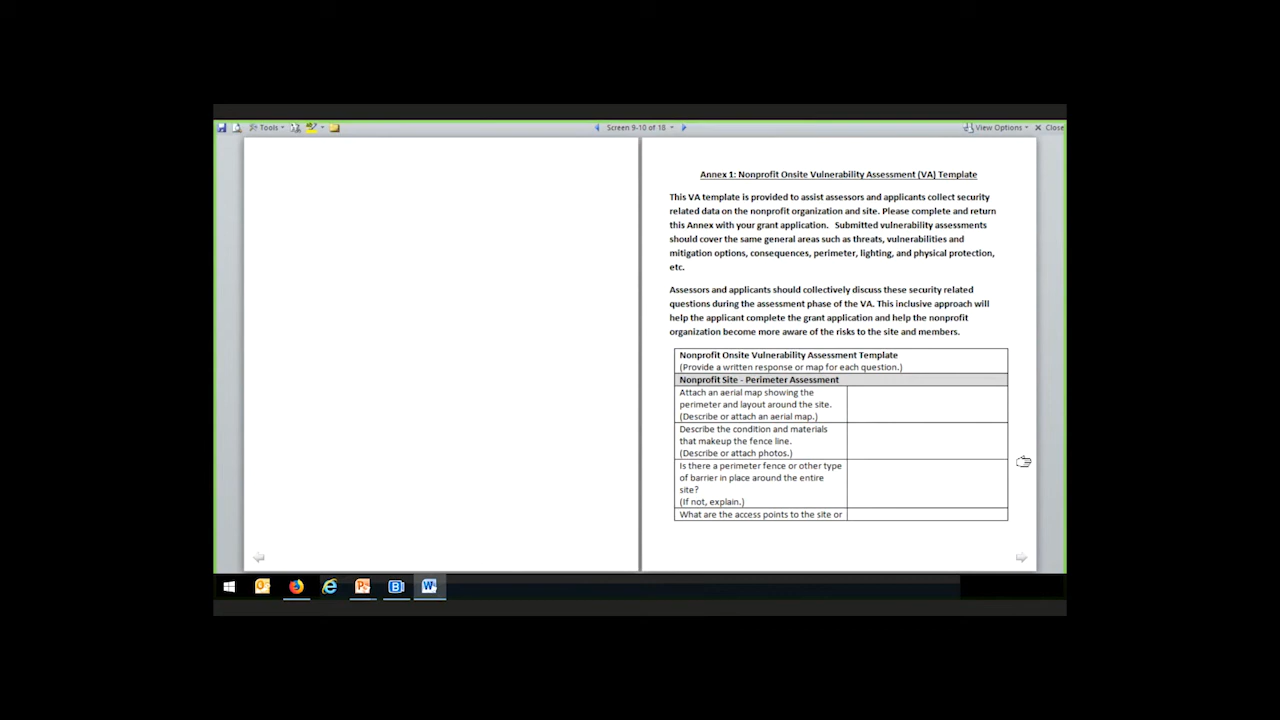 Tools
Screen 9-10 of 18
View Options
Close
Annex 1: Nonprofit Onsite Vulnerability Assessment (VA) Template
This VA template is provided to assist assessors and applicants collect security
related data on the nonprofit organization and site. Please complete and return
this Annex with your grant application. Submitted vulnerability assessments
should cover the same general areas such as threats, vulnerabilities and
mitigation options, consequences, perimeter, lighting, and physical protection,
etc.
Assessors and applicants should collectively discuss these security related
questions during the assessment phase of the VA. This inclusive approach will
help the applicant complete the grant application and help the nonprofit
organization become more aware of the risks to the site and members.
Nonprofit Onsite Vulnerability Assessment Template
(Provide a written response or map for each question.)
Nonprofit Site - Perimeter Assessment
Attach an aerial map showing the
perimeter and layout around the site.
(Describe or attach an aerial map.)
Describe the condition and materials
that makeup the fence line.
(Describe or attach photos.)
Is there a perimeter fence or other type
of barrier in place around the entire
site?
(If not, explain.)
What are the access points to the site or